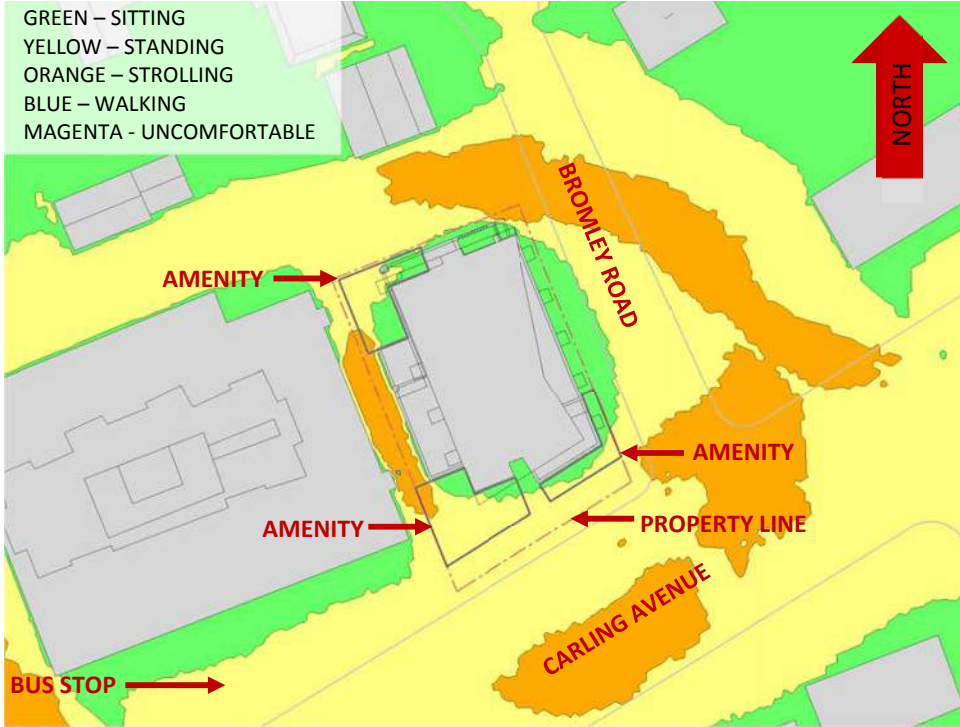 GREEN – SITTING
YELLOW – STANDING
ORANGE – STROLLING
BLUE – WALKING
MAGENTA - UNCOMFORTABLE
NORTH
BROMLEY ROAD
AMENITY
AMENITY
AMENITY
PROPERTY LINE
CARLING AVENUE
BUS STOP